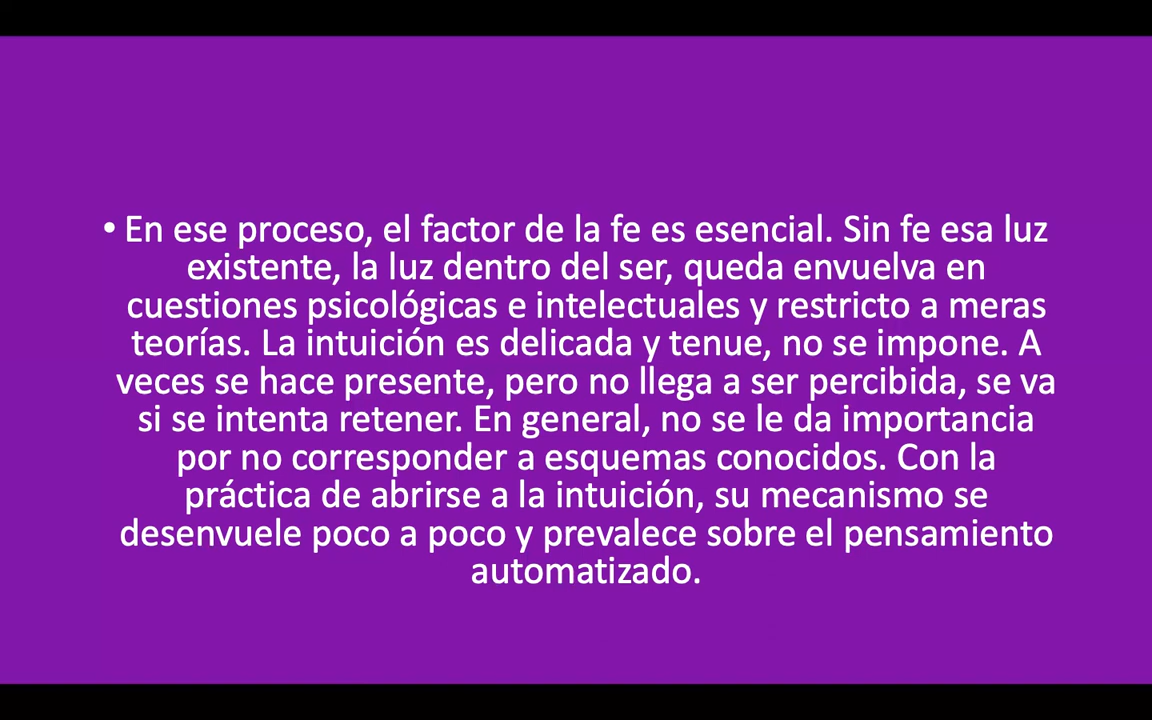 • En ese proceso, el factor de la fe es esencial. Sin fe esa luz
existente, la luz dentro del ser, queda envuelva en
cuestiones psicológicas e intelectuales y restricto a meras
teorías. La intuición es delicada y tenue, no se impone. A
veces se hace presente, pero no llega a ser percibida, se va
si se intenta retener. En general, no se le da importancia
por no corresponder a esquemas conocidos. Con la
práctica de abrirse a la intuición, su mecanismo se
desenvuele poco a poco y prevalece sobre el pensamiento
automatizado.